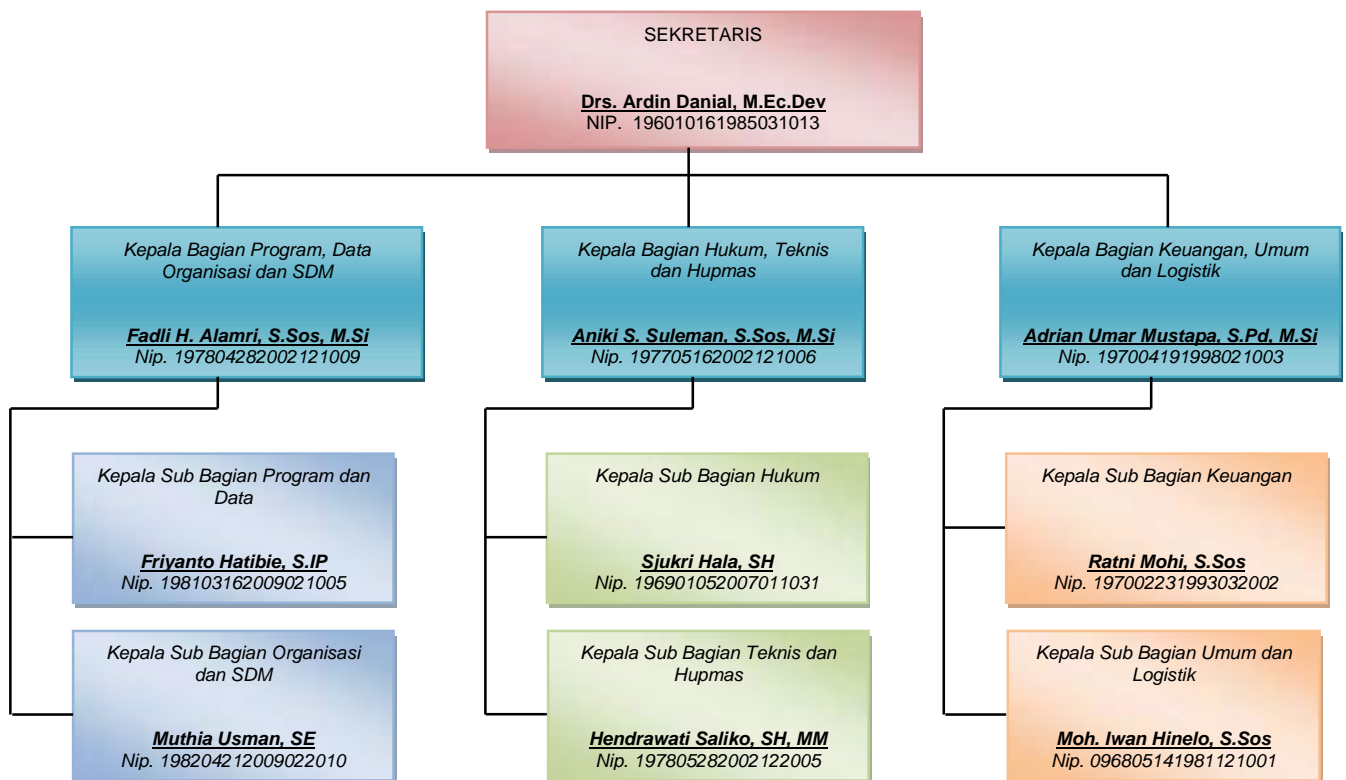 SEKRETARIS
Drs. Ardin Danial, M.Ec.Dev
NIP. 196010161985031013
Kepala Bagian Program, Data
Organisasi dan SDM
Fadli H. Alamri, S.Sos, M.Si
Nip. 197804282002121009
Kepala Bagian Hukum, Teknis
dan Hupmas
Aniki S. Suleman, S.Sos, M.Si
Nip. 197705162002121006
Kepala Bagian Keuangan, Umum
dan Logistik
Adrian Umar Mustapa, S.Pd, M.Si
Nip. 197004191998021003
Kepala Sub Bagian Program dan
Data
Friyanto Hatibie, S.IP
Nip. 198103162009021005
Kepala Sub Bagian Hukum
Sjukri Hala, SH
Nip. 196901052007011031
Kepala Sub Bagian Keuangan
Ratni Mohi, S.Sos
Nip. 197002231993032002
Kepala Sub Bagian Organisasi
dan SDM
Muthia Usman, SE
Nip. 198204212009022010
Kepala Sub Bagian Teknis dan
Hupmas
Hendrawati Saliko, SH, MM
Nip. 197805282002122005
Kepala Sub Bagian Umum dan
Logistik
Moh. Iwan Hinelo, S.Sos
Nip. 096805141981121001